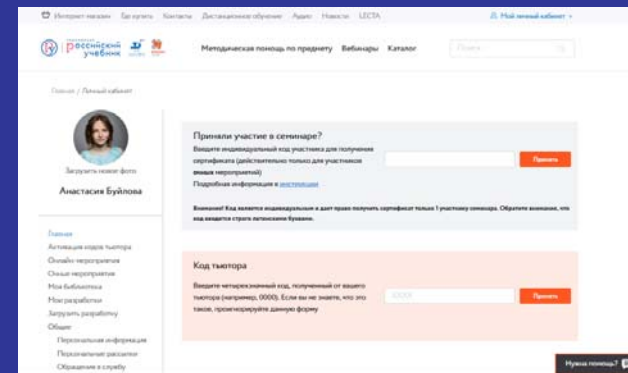 Интернет-магазин Где купить Контакты Дистанционное обучение Аудио Новости LECTA Мой личный кабинет
российский
учебник
Методическая помощь по предмету Вебинары Каталог Поиск
Главная / Личный кабинет
Загрузить новое фото
Анастасия Буйлова
Главная
Активация кодов тьютора
Онлайн-мероприятия
Очные мероприятия
Моя библиотека
Мои разработки
Загрузить разработку
Общие
Персональная информация
Персональные рассылки
Обращения в службу
Приняли участие в семинаре?
Введите индивидуальный код участника для получения
сертификата (действительно только для участников
очных мероприятий)
Подробная информация в инструкции
Принять
Внимание! Код является индивидуальным и дает право получить сертификат только 1 участнику семинара. Обратите внимание, что
код вводится строго латинскими буквами.
Код тьютора
Введите четырехзначный код, полученный от вашего
тьютора (например, 0000). Если вы не знаете, что это
такое, проигнорируйте данную форму
Принять
Нужна помощь?